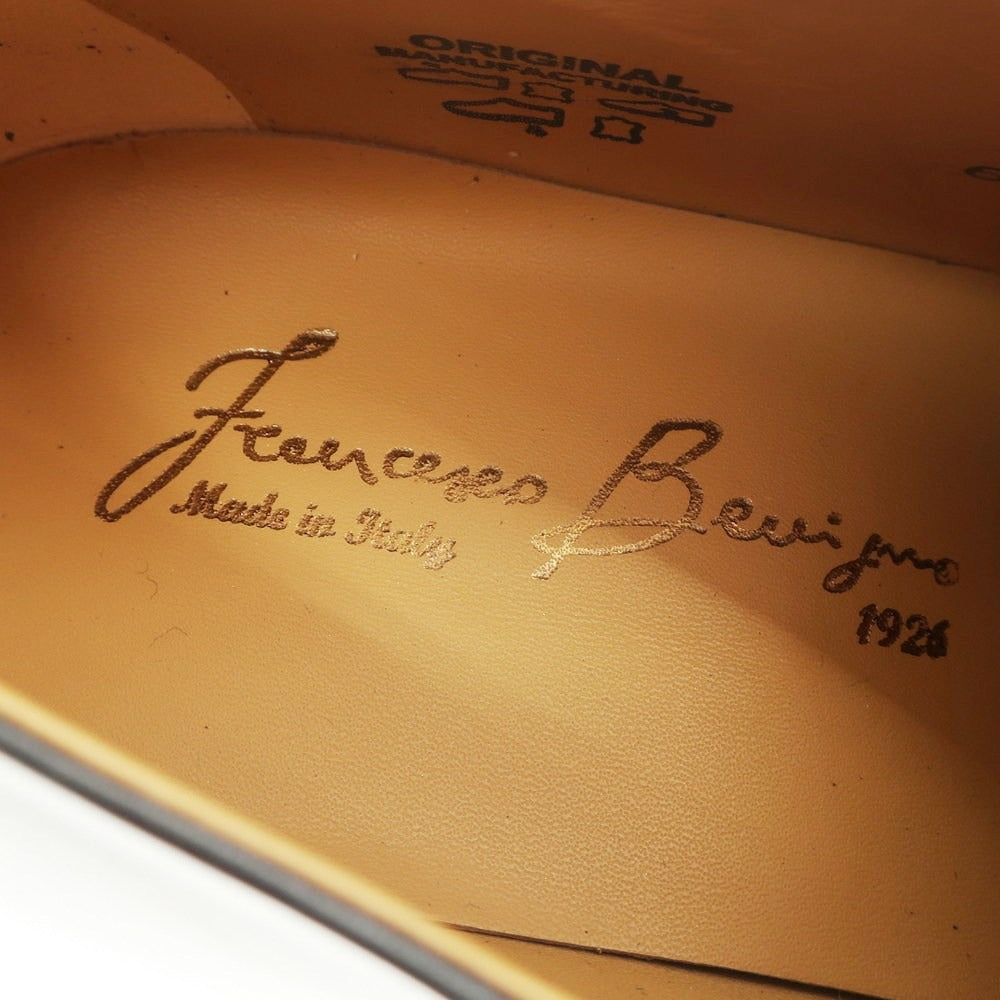 ORIGINAL
MANUFACTURING
Francesco Benigno
Made in Italy
1926